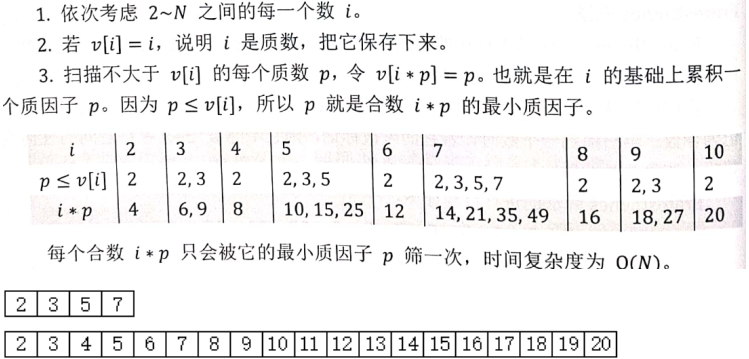 1. 依次考虑 2~N 之间的每一个数 i。
2. 若 v[i] = i，说明 i 是质数，把它保存下来。
3. 扫描不大于 v[i] 的每个质数 p，令 v[i * p] = p。也就是在 i 的基础上累积一
个质因子 p。因为 p ≤ v[i]，所以 p 就是合数 i * p 的最小质因子。
i 2 3 4 5 6 7 8 9 10
p ≤ v[i] 2 2, 3 2 2, 3, 5 2 2, 3, 5, 7 2 2, 3 2
i * p 4 6, 9 8 10, 15, 25 12 14, 21, 35, 49 16 18, 27 20
每个合数 i * p 只会被它的最小质因子 p 筛一次，时间复杂度为 O(N)。
2 3 5 7
2 3 4 5 6 7 8 9 10 11 12 13 14 15 16 17 18 19 20